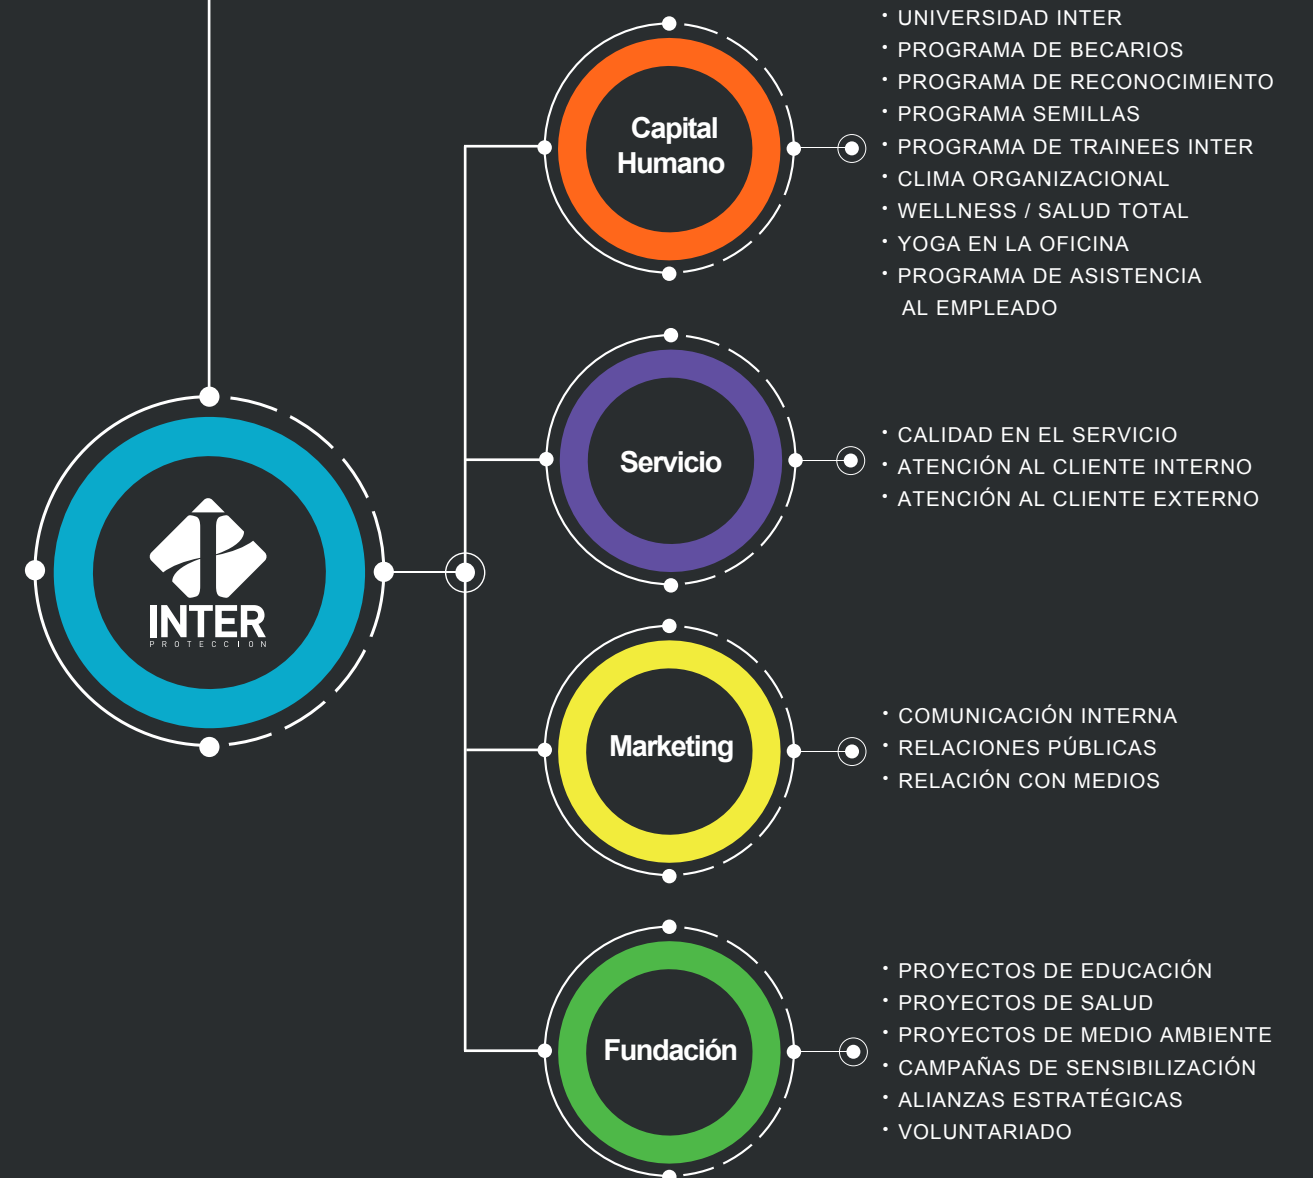 INTER
PROTECCION
Capital
Humano
· UNIVERSIDAD INTER
· PROGRAMA DE BECARIOS
· PROGRAMA DE RECONOCIMIENTO
· PROGRAMA SEMILLAS
· PROGRAMA DE TRAINEES INTER
· CLIMA ORGANIZACIONAL
· WELLNESS / SALUD TOTAL
· YOGA EN LA OFICINA
· PROGRAMA DE ASISTENCIA
AL EMPLEADO
Servicio
· CALIDAD EN EL SERVICIO
· ATENCIÓN AL CLIENTE INTERNO
· ATENCIÓN AL CLIENTE EXTERNO
Marketing
· COMUNICACIÓN INTERNA
· RELACIONES PÚBLICAS
· RELACIÓN CON MEDIOS
Fundación
· PROYECTOS DE EDUCACIÓN
· PROYECTOS DE SALUD
· PROYECTOS DE MEDIO AMBIENTE
· CAMPAÑAS DE SENSIBILIZACIÓN
· ALIANZAS ESTRATÉGICAS
· VOLUNTARIADO